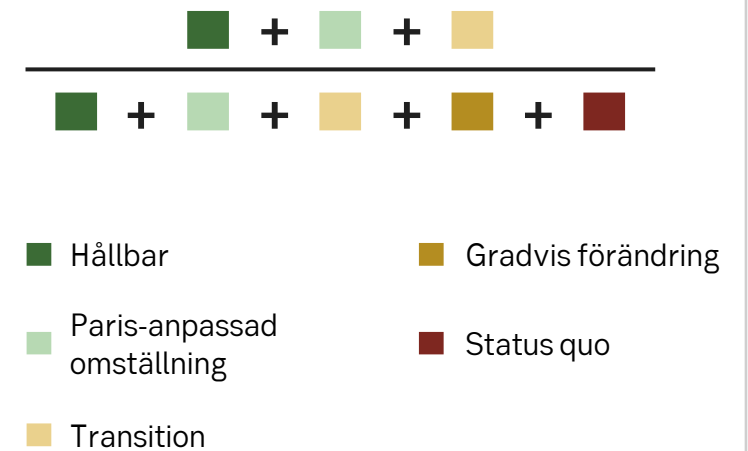 + +
+ + + +
Hållbar
Gradvis förändring
Paris-anpassad
omställning
Status quo
Transition